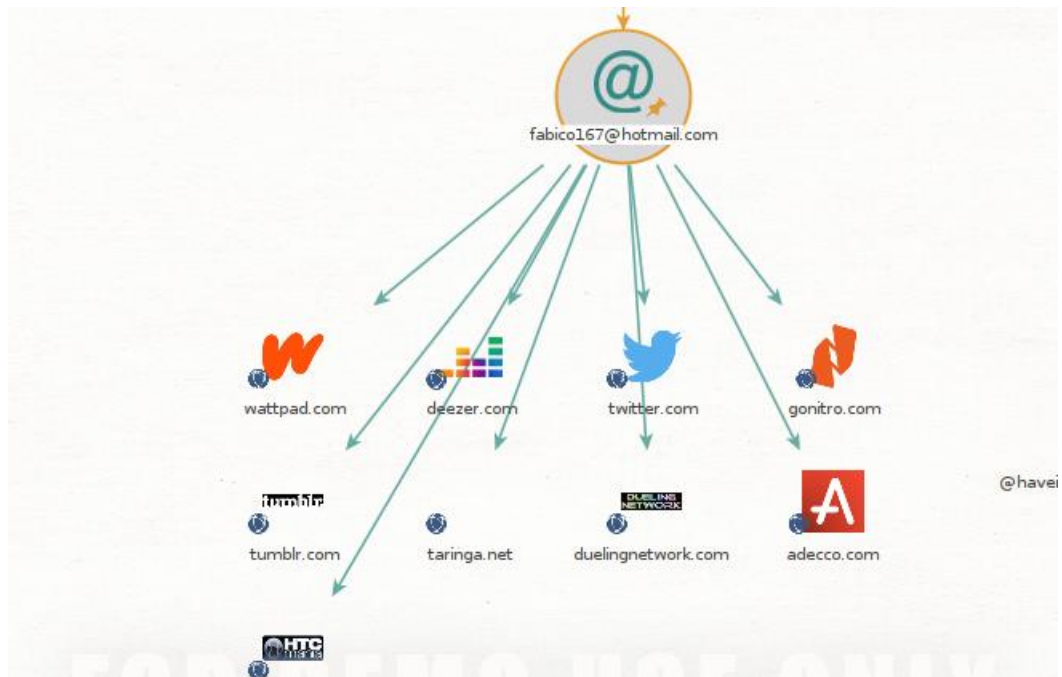 @
fabico167@hotmail.com
wattpad.com
deezer.com
twitter.com
gonitro.com
@havei
tumblr.
DUELING
NETWORK
A
tumblr.com
taringa.net
duelingnetwork.com
adecco.com
HTC